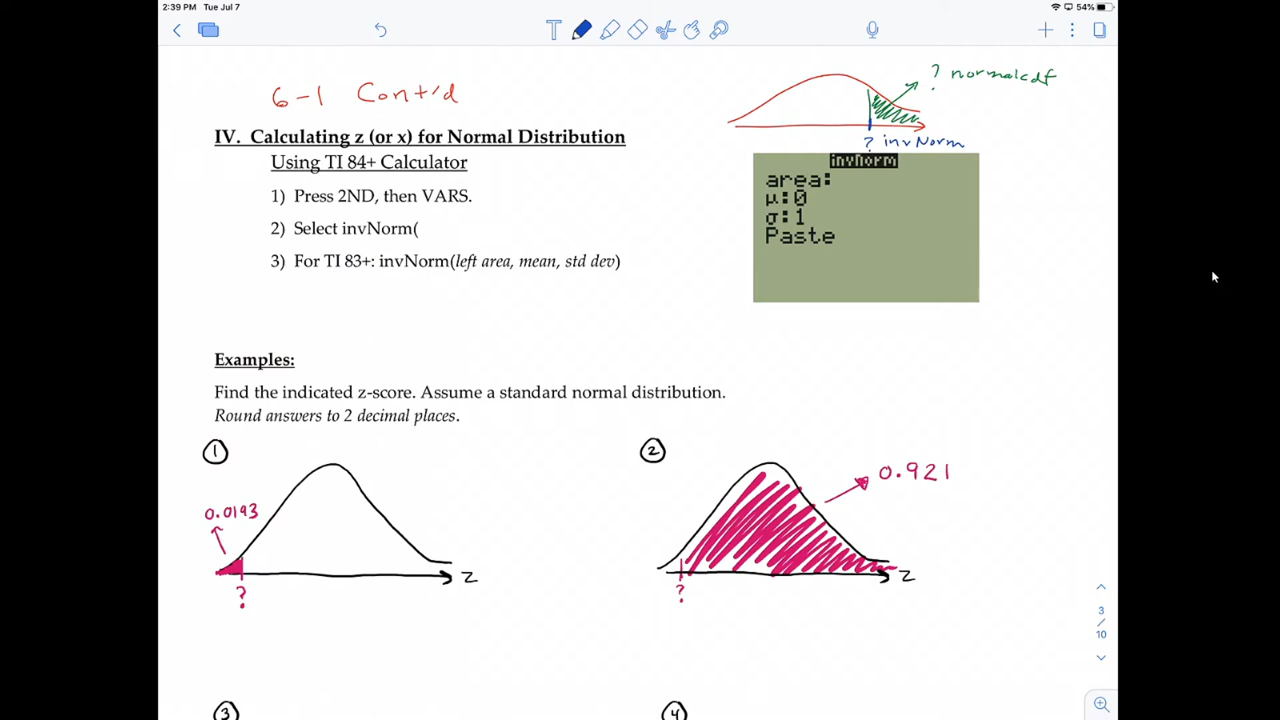 2:39 PM Tue Jul 7
54%
T
6-1 Cont'd
? normalcdf
IV. Calculating z (or x) for Normal Distribution
? invNorm
Using TI 84+ Calculator
invNorm
area:
μ:0
σ:1
Paste
1) Press 2ND, then VARS.
2) Select invNorm(
3) For TI 83+: invNorm(left area, mean, std dev)
Examples:
Find the indicated z-score. Assume a standard normal distribution.
Round answers to 2 decimal places.
1
0.0193
?
z
2
0.921
?
z
3
/
10
3
4